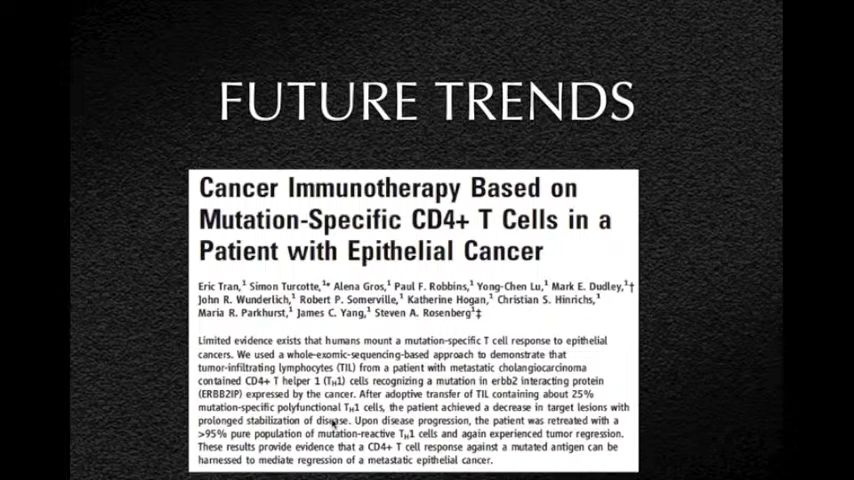 FUTURE TRENDS
Cancer Immunotherapy Based on
Mutation-Specific CD4+ T Cells in a
Patient with Epithelial Cancer
Eric Tran,¹ Simon Turcotte,¹* Alena Gros,¹ Paul F. Robbins,¹ Yong-Chen Lu,¹ Mark E. Dudley,¹†
John R. Wunderlich,¹ Robert P. Somerville,¹ Katherine Hogan,¹ Christian S. Hinrichs,¹
Maria R. Parkhurst,¹ James C. Yang,¹ Steven A. Rosenberg¹‡
Limited evidence exists that humans mount a mutation-specific T cell response to epithelial
cancers. We used a whole-exomic-sequencing-based approach to demonstrate that
tumor-infiltrating lymphocytes (TIL) from a patient with metastatic cholangiocarcinoma
contained CD4+ T helper 1 (TH1) cells recognizing a mutation in erbb2 interacting protein
(ERBB2IP) expressed by the cancer. After adoptive transfer of TIL containing about 25%
mutation-specific polyfunctional TH1 cells, the patient achieved a decrease in target lesions with
prolonged stabilization of disease. Upon disease progression, the patient was retreated with a
>95% pure population of mutation-reactive TH1 cells and again experienced tumor regression.
These results provide evidence that a CD4+ T cell response against a mutated antigen can be
harnessed to mediate regression of a metastatic epithelial cancer.